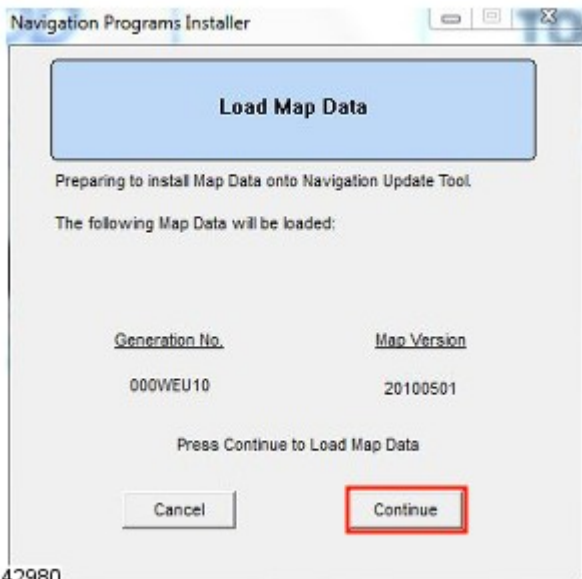 Navigation Programs Installer
Load Map Data
Preparing to install Map Data onto Navigation Update Tool.
The following Map Data will be loaded:
Generation No. Map Version
000WEU10 20100501
Press Continue to Load Map Data
Cancel Continue
42980